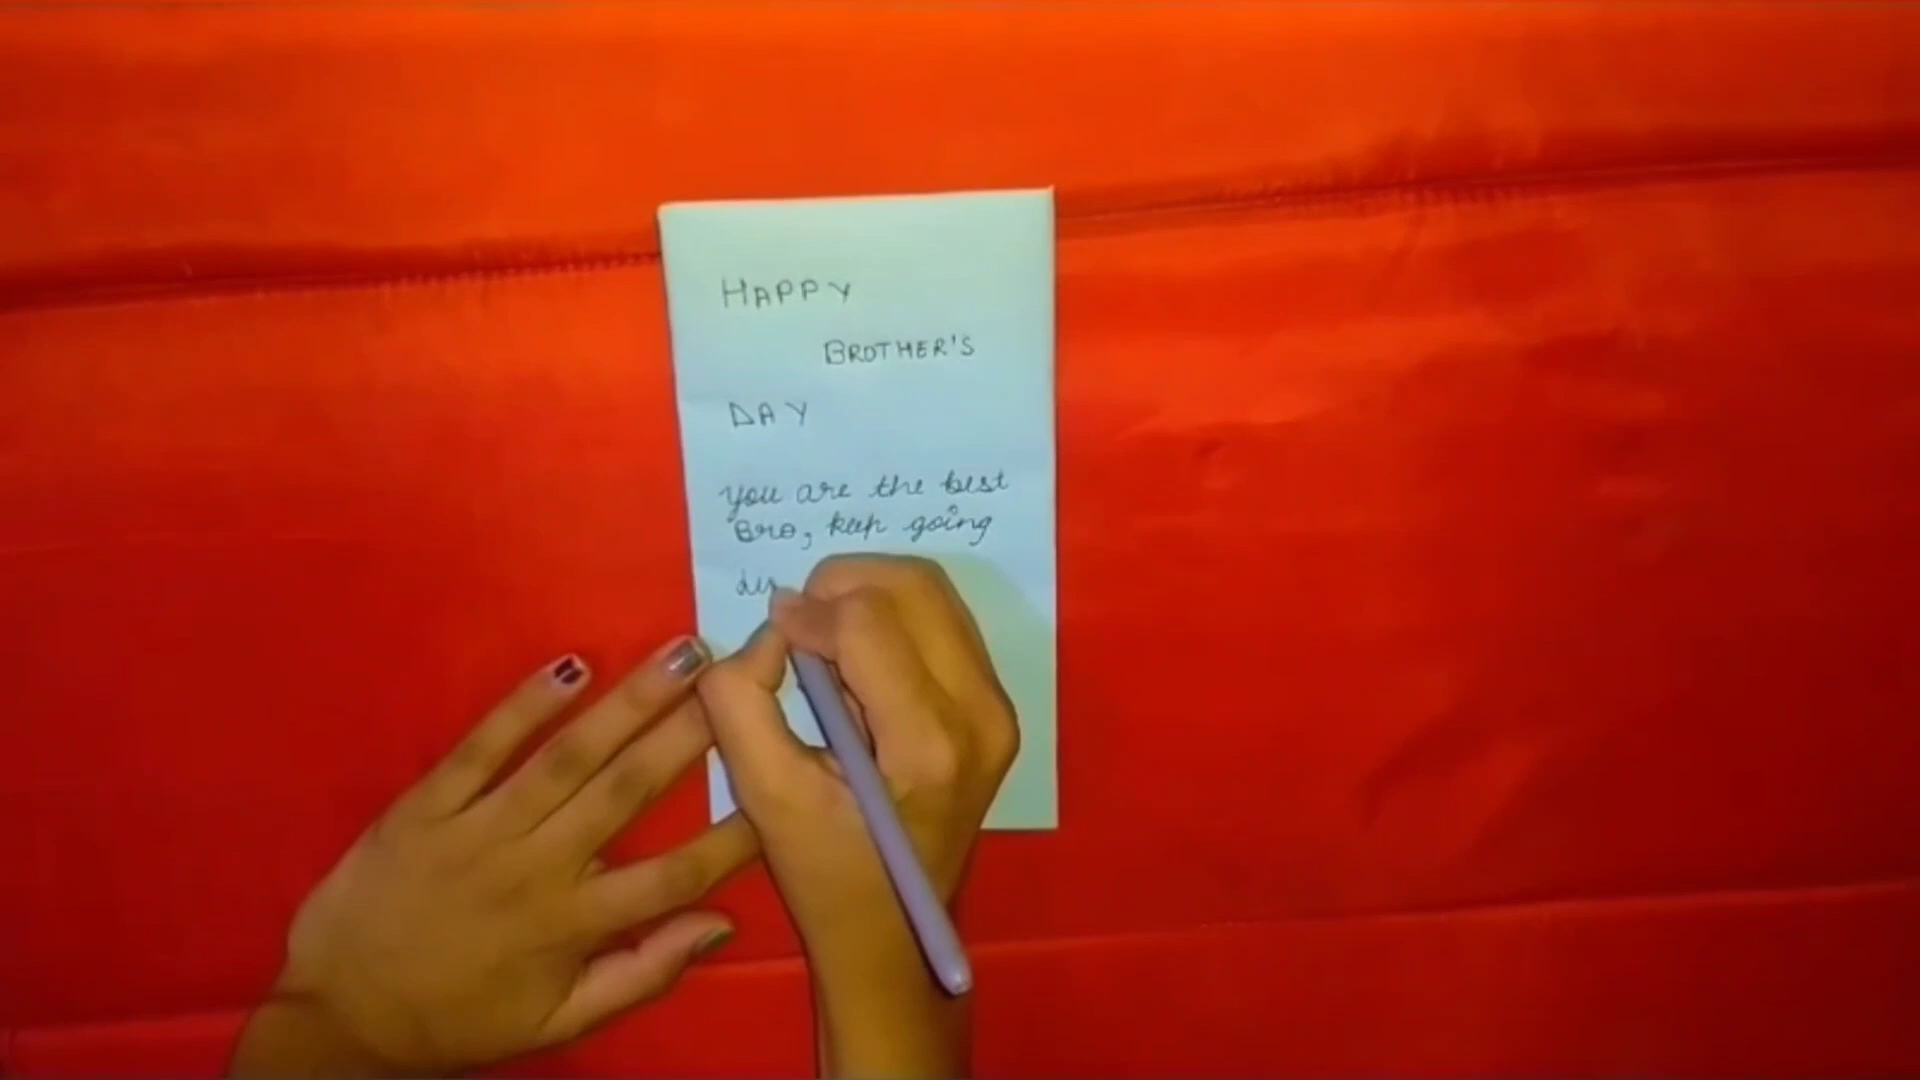 HAPPY
BROTHER'S
DAY
you are the best
Bro, keep going